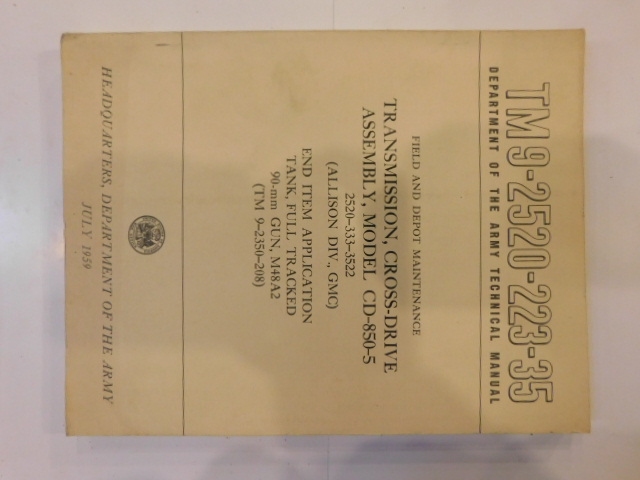 TM 9-2520-223-35
DEPARTMENT OF THE ARMY TECHNICAL MANUAL
FIELD AND DEPOT MAINTENANCE
TRANSMISSION, CROSS-DRIVE
ASSEMBLY, MODEL CD-850-5
2520-333-3522
(ALLISON DIV., GMC)
END ITEM APPLICATION
TANK, FULL TRACKED
90-mm GUN, M48A2
(TM 9-2350-208)
HEADQUARTERS, DEPARTMENT OF THE ARMY
JULY 1959